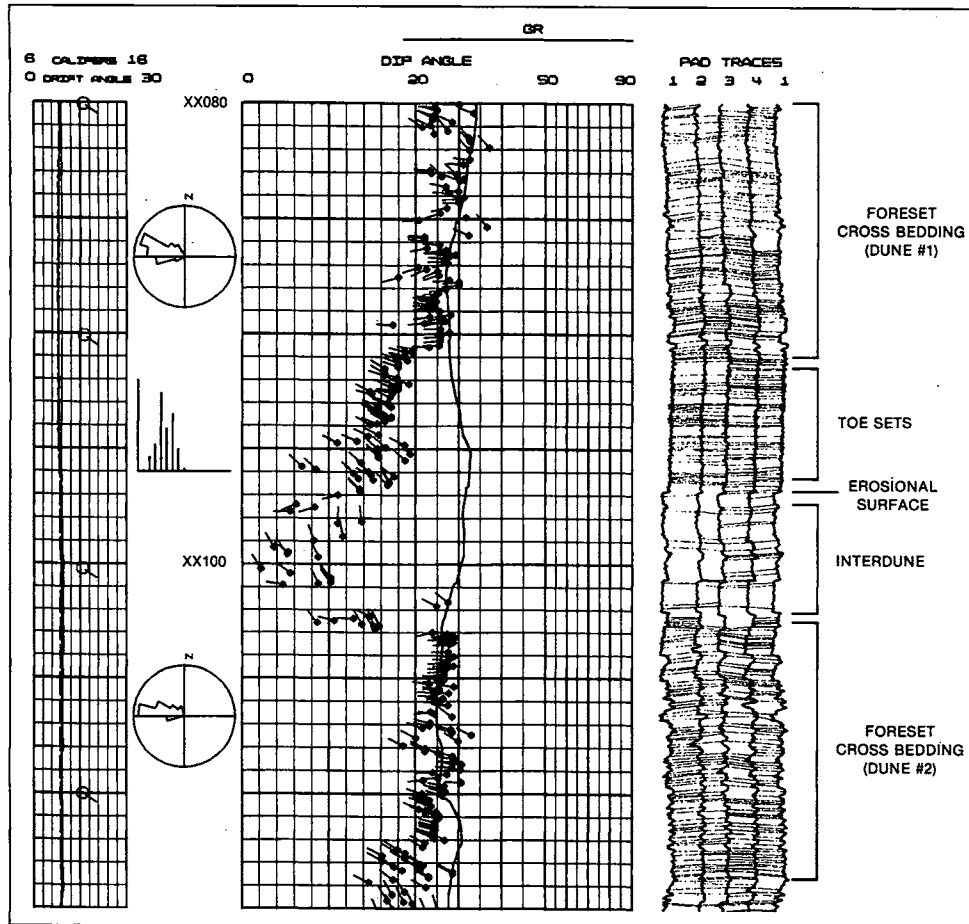 GR
6 CALIPERS 16
0 DRIFT ANGLE 30
DIP ANGLE
0 20 50 90
PAD TRACES
1 2 3 4 1
XX080
N
FORESET
CROSS BEDDING
(DUNE #1)
TOE SETS
EROSIONAL
SURFACE
XX100
INTERDUNE
N
FORESET
CROSS BEDDING
(DUNE #2)